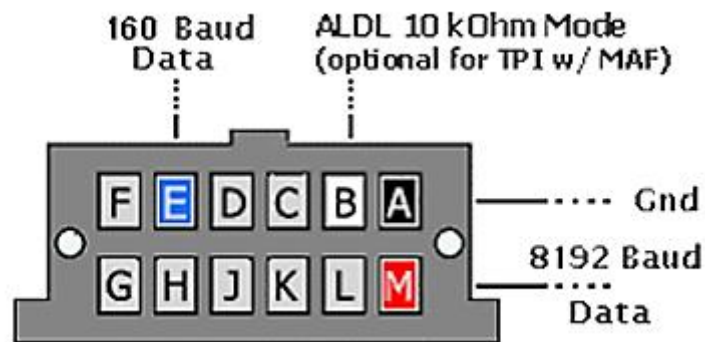 160 Baud
Data
ALDL 10 kOhm Mode
(optional for TPI w/ MAF)
F E D C B A
Gnd
G H J K L M
8192 Baud
Data